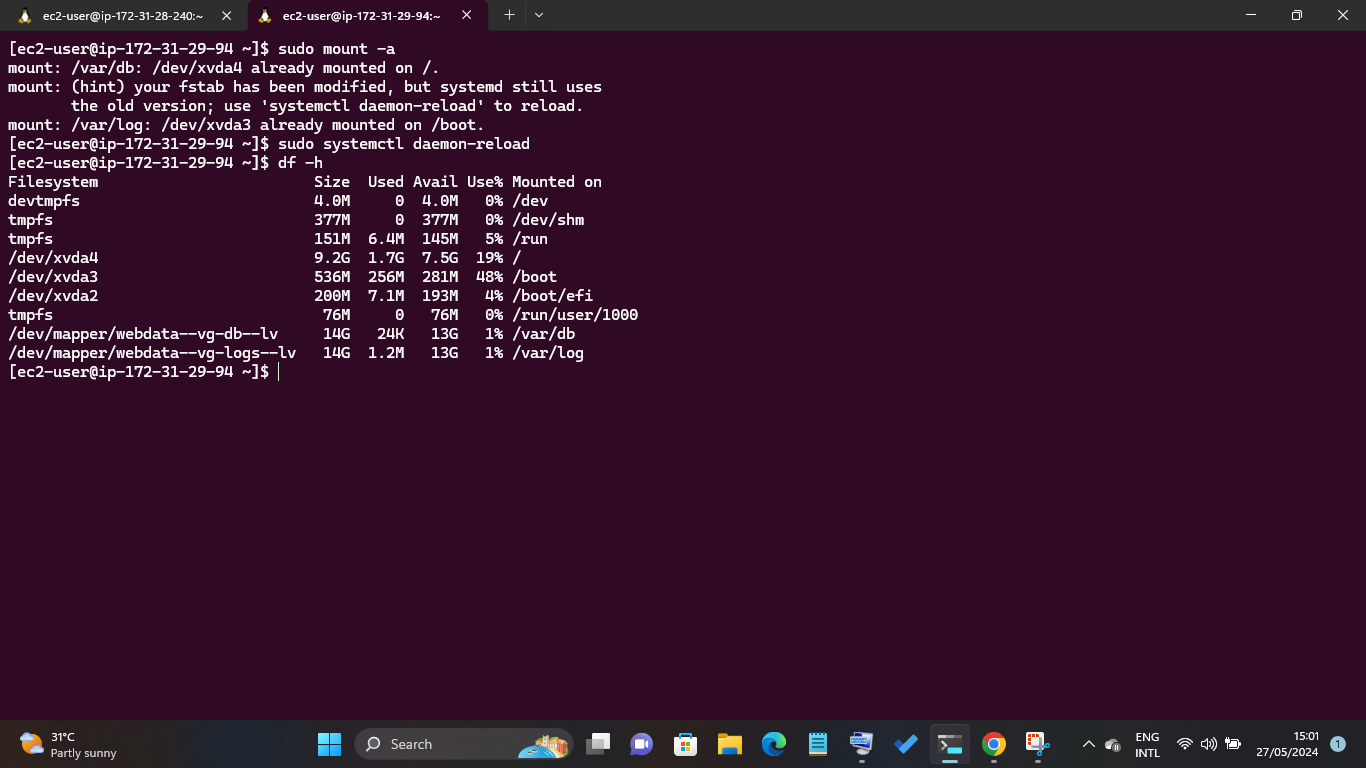 ec2-user@ip-172-31-28-240:~ ec2-user@ip-172-31-29-94:~
[ec2-user@ip-172-31-29-94 ~]$ sudo mount -a
mount: /var/db: /dev/xvda4 already mounted on /.
mount: (hint) your fstab has been modified, but systemd still uses
       the old version; use 'systemctl daemon-reload' to reload.
mount: /var/log: /dev/xvda3 already mounted on /boot.
[ec2-user@ip-172-31-29-94 ~]$ sudo systemctl daemon-reload
[ec2-user@ip-172-31-29-94 ~]$ df -h
Filesystem                        Size  Used Avail Use% Mounted on
devtmpfs                          4.0M     0  4.0M   0% /dev
tmpfs                             377M     0  377M   0% /dev/shm
tmpfs                             151M  6.4M  145M   5% /run
/dev/xvda4                        9.2G  1.7G  7.5G  19% /
/dev/xvda3                        536M  256M  281M  48% /boot
/dev/xvda2                        200M  7.1M  193M   4% /boot/efi
tmpfs                              76M     0   76M   0% /run/user/1000
/dev/mapper/webdata--vg-db--lv     14G   24K   13G   1% /var/db
/dev/mapper/webdata--vg-logs--lv   14G  1.2M   13G   1% /var/log
[ec2-user@ip-172-31-29-94 ~]$
31°C
Partly sunny
Search
ENG
INTL
15:01
27/05/2024
1